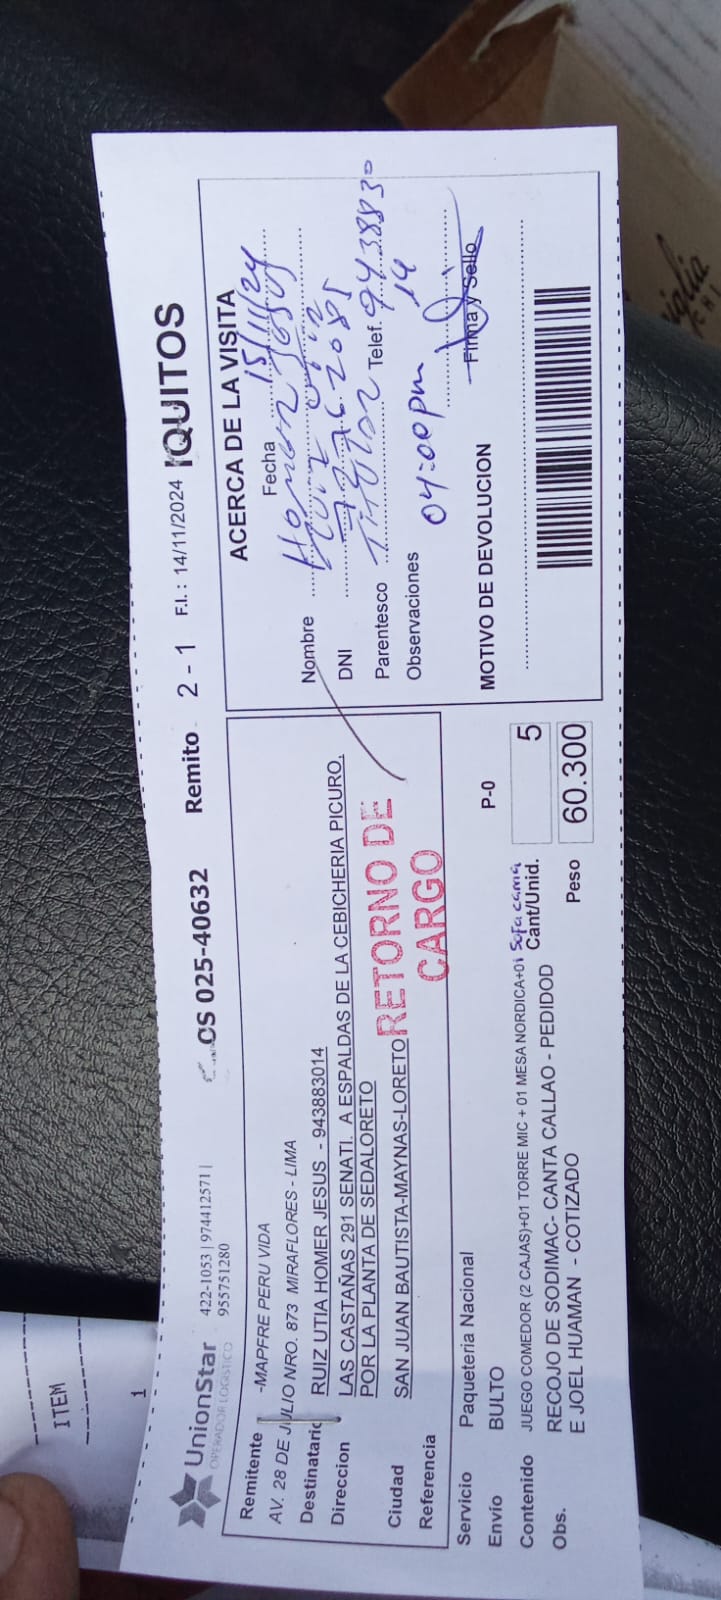 UnionStar
OPERADOR LOGISTICO
422-1053 | 974412571 |
955751280
CS 025-40632
Remito 2 - 1 F.I. : 14/11/2024 IQUITOS
Remitente -MAPFRE PERU VIDA
AV. 28 DE JULIO NRO. 873 MIRAFLORES - LIMA
Destinatario RUIZ UTIA HOMER JESUS - 943883014
Direccion LAS CASTAÑAS 291 SENATI. A ESPALDAS DE LA CEBICHERIA PICURO,
POR LA PLANTA DE SEDALORETO
Ciudad SAN JUAN BAUTISTA-MAYNAS-LORETO
Referencia
RETORNO DE
CARGO
Servicio Paqueteria Nacional
Envío BULTO P-0
Contenido JUEGO COMEDOR (2 CAJAS)+01 TORRE MIC + 01 MESA NORDICA+01 Sofa cama
Cant/Unid. 5
Obs. RECOJO DE SODIMAC- CANTA CALLAO - PEDIDOD
E JOEL HUAMAN - COTIZADO
Peso 60.300
ACERCA DE LA VISITA
Fecha 15/11/24
Nombre Homer Jesus
Ruiz
DNI
Parentesco Titular Telef. 9438830
14
Observaciones 04:00pm
Firma y Sello
MOTIVO DE DEVOLUCION
ITEM
1